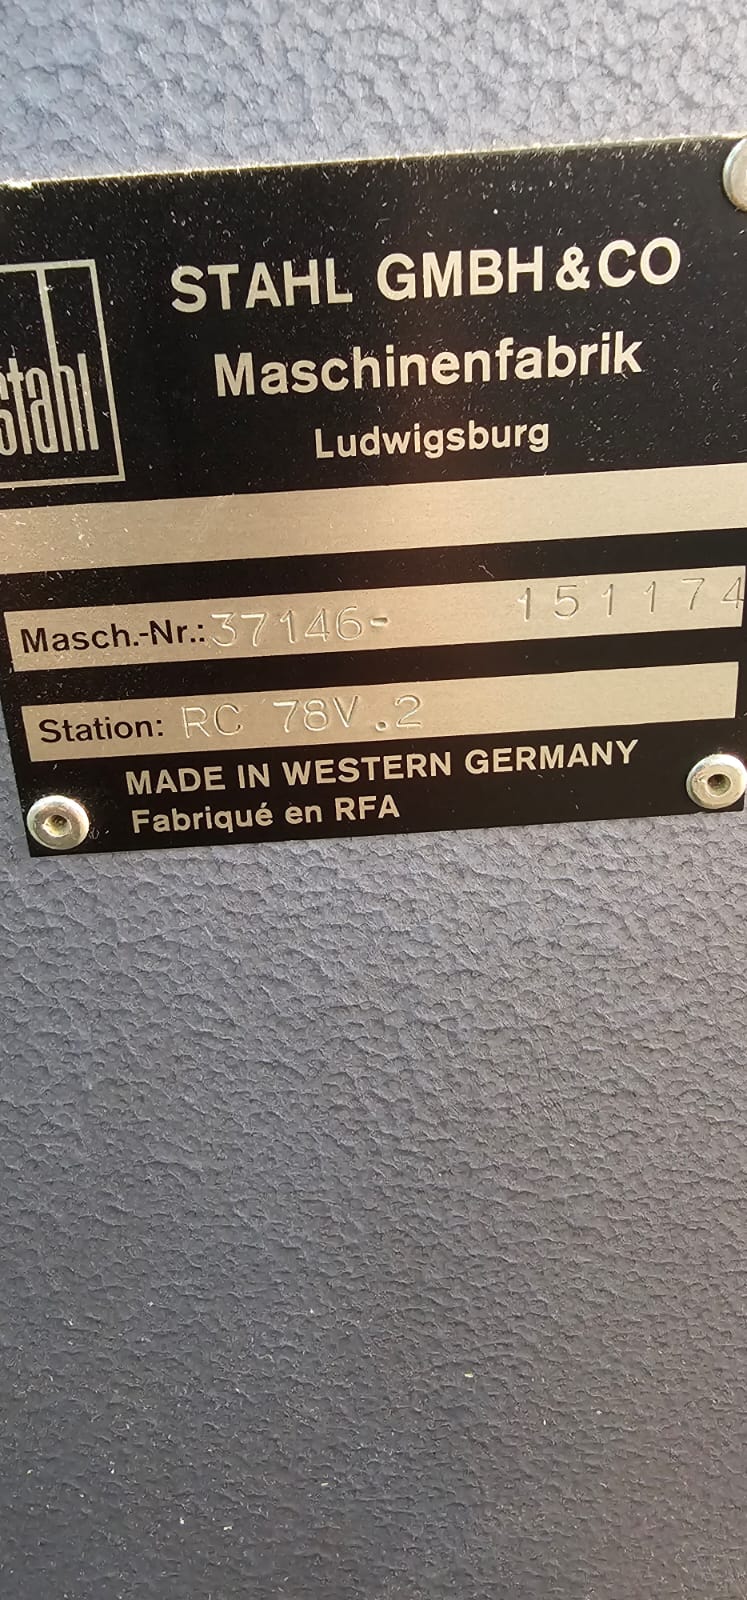 STAHL GMBH & CO
Maschinenfabrik
stahl
Ludwigsburg
Masch.-Nr.: 37146- 151174
Station: RC 78V.2
MADE IN WESTERN GERMANY
Fabriqué en RFA